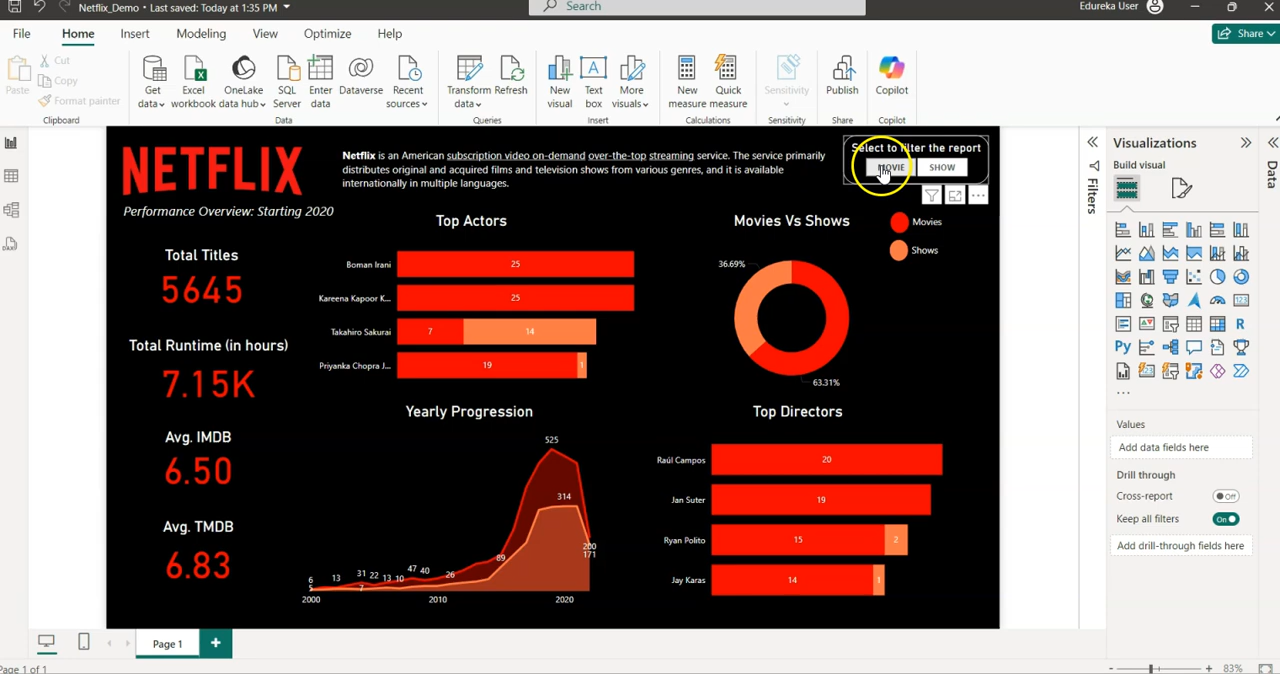 Netflix_Demo • Last saved: Today at 1:35 PM
Search
Edureka User
File
Home
Insert
Modeling
View
Optimize
Help
Share
Paste
Cut
Copy
Format painter
Clipboard
Get data
Excel workbook
OneLake data hub
SQL Server
Enter data
Dataverse
Recent sources
Data
Transform data
Refresh
Queries
New visual
Text box
More visuals
Insert
New measure
Quick measure
Calculations
Sensitivity
Sensitivity
Publish
Share
Copilot
Copilot
NETFLIX
Performance Overview: Starting 2020
Netflix is an American subscription video on-demand over-the-top streaming service. The service primarily
distributes original and acquired films and television shows from various genres, and it is available
internationally in multiple languages.
Select to filter the report
MOVIE
SHOW
Total Titles
5645
Total Runtime (in hours)
7.15K
Avg. IMDB
6.50
Avg. TMDB
6.83
Top Actors
Boman Irani
25
Kareena Kapoor K...
25
Takahiro Sakurai
7
14
Priyanka Chopra J...
19
1
Movies Vs Shows
Movies
Shows
36.69%
63.31%
Yearly Progression
525
314
200
171
89
26
40
47
10
13
22
31
7
13
6
2000
2010
2020
Top Directors
Raúl Campos
20
Jan Suter
19
Ryan Polito
15
2
Jay Karas
14
1
Filters
Visualizations
Build visual
Data
R
Py
123
...
Values
Add data fields here
Drill through
Cross-report
Off
Keep all filters
On
Add drill-through fields here
Page 1
Page 1 of 1
83%